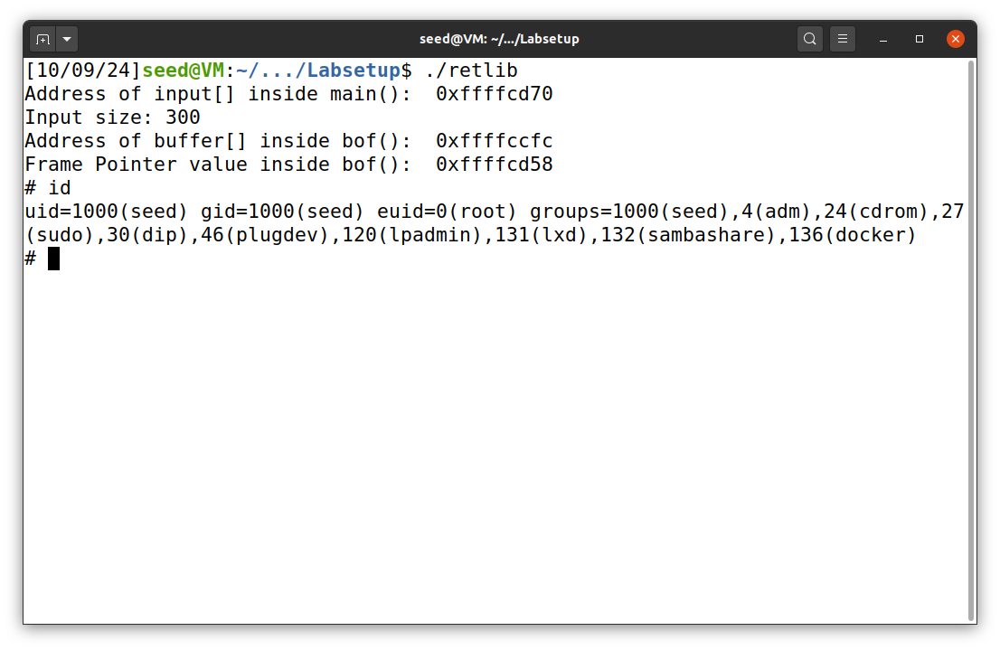 seed@VM: ~/.../Labsetup
[10/09/24]seed@VM:~/.../Labsetup$ ./retlib
Address of input[] inside main():  0xffffcd70
Input size: 300
Address of buffer[] inside bof():  0xffffccfc
Frame Pointer value inside bof():  0xffffcd58
# id
uid=1000(seed) gid=1000(seed) euid=0(root) groups=1000(seed),4(adm),24(cdrom),27
(sudo),30(dip),46(plugdev),120(lpadmin),131(lxd),132(sambashare),136(docker)
#